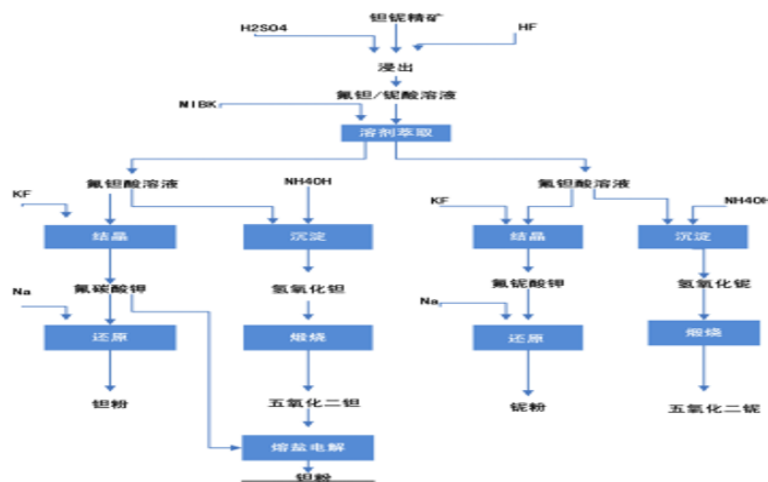 钽铌精矿
H2SO4
HF
浸出
氟钽/铌酸溶液
MIBK
溶剂萃取
氟钽酸溶液
NH4OH
氟钽酸溶液
KF
KF
NH4OH
结晶
沉淀
结晶
沉淀
氟碳酸钾
氢氧化钽
氟铌酸钾
氢氧化铌
Na
Na
还原
煅烧
还原
煅烧
钽粉
五氧化二钽
铌粉
五氧化二铌
熔盐电解
钽粉